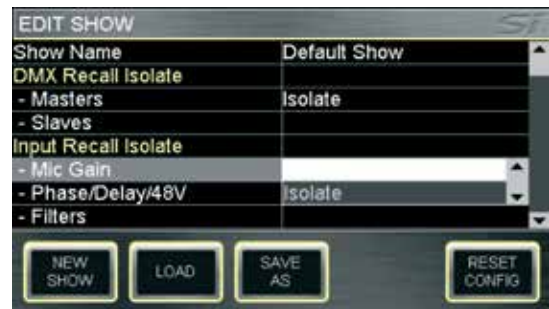 EDIT SHOW Si
Show Name Default Show
DMX Recall Isolate
- Masters Isolate
- Slaves
Input Recall Isolate
- Mic Gain
- Phase/Delay/48V Isolate
- Filters
NEW SHOW
LOAD
SAVE AS
RESET CONFIG